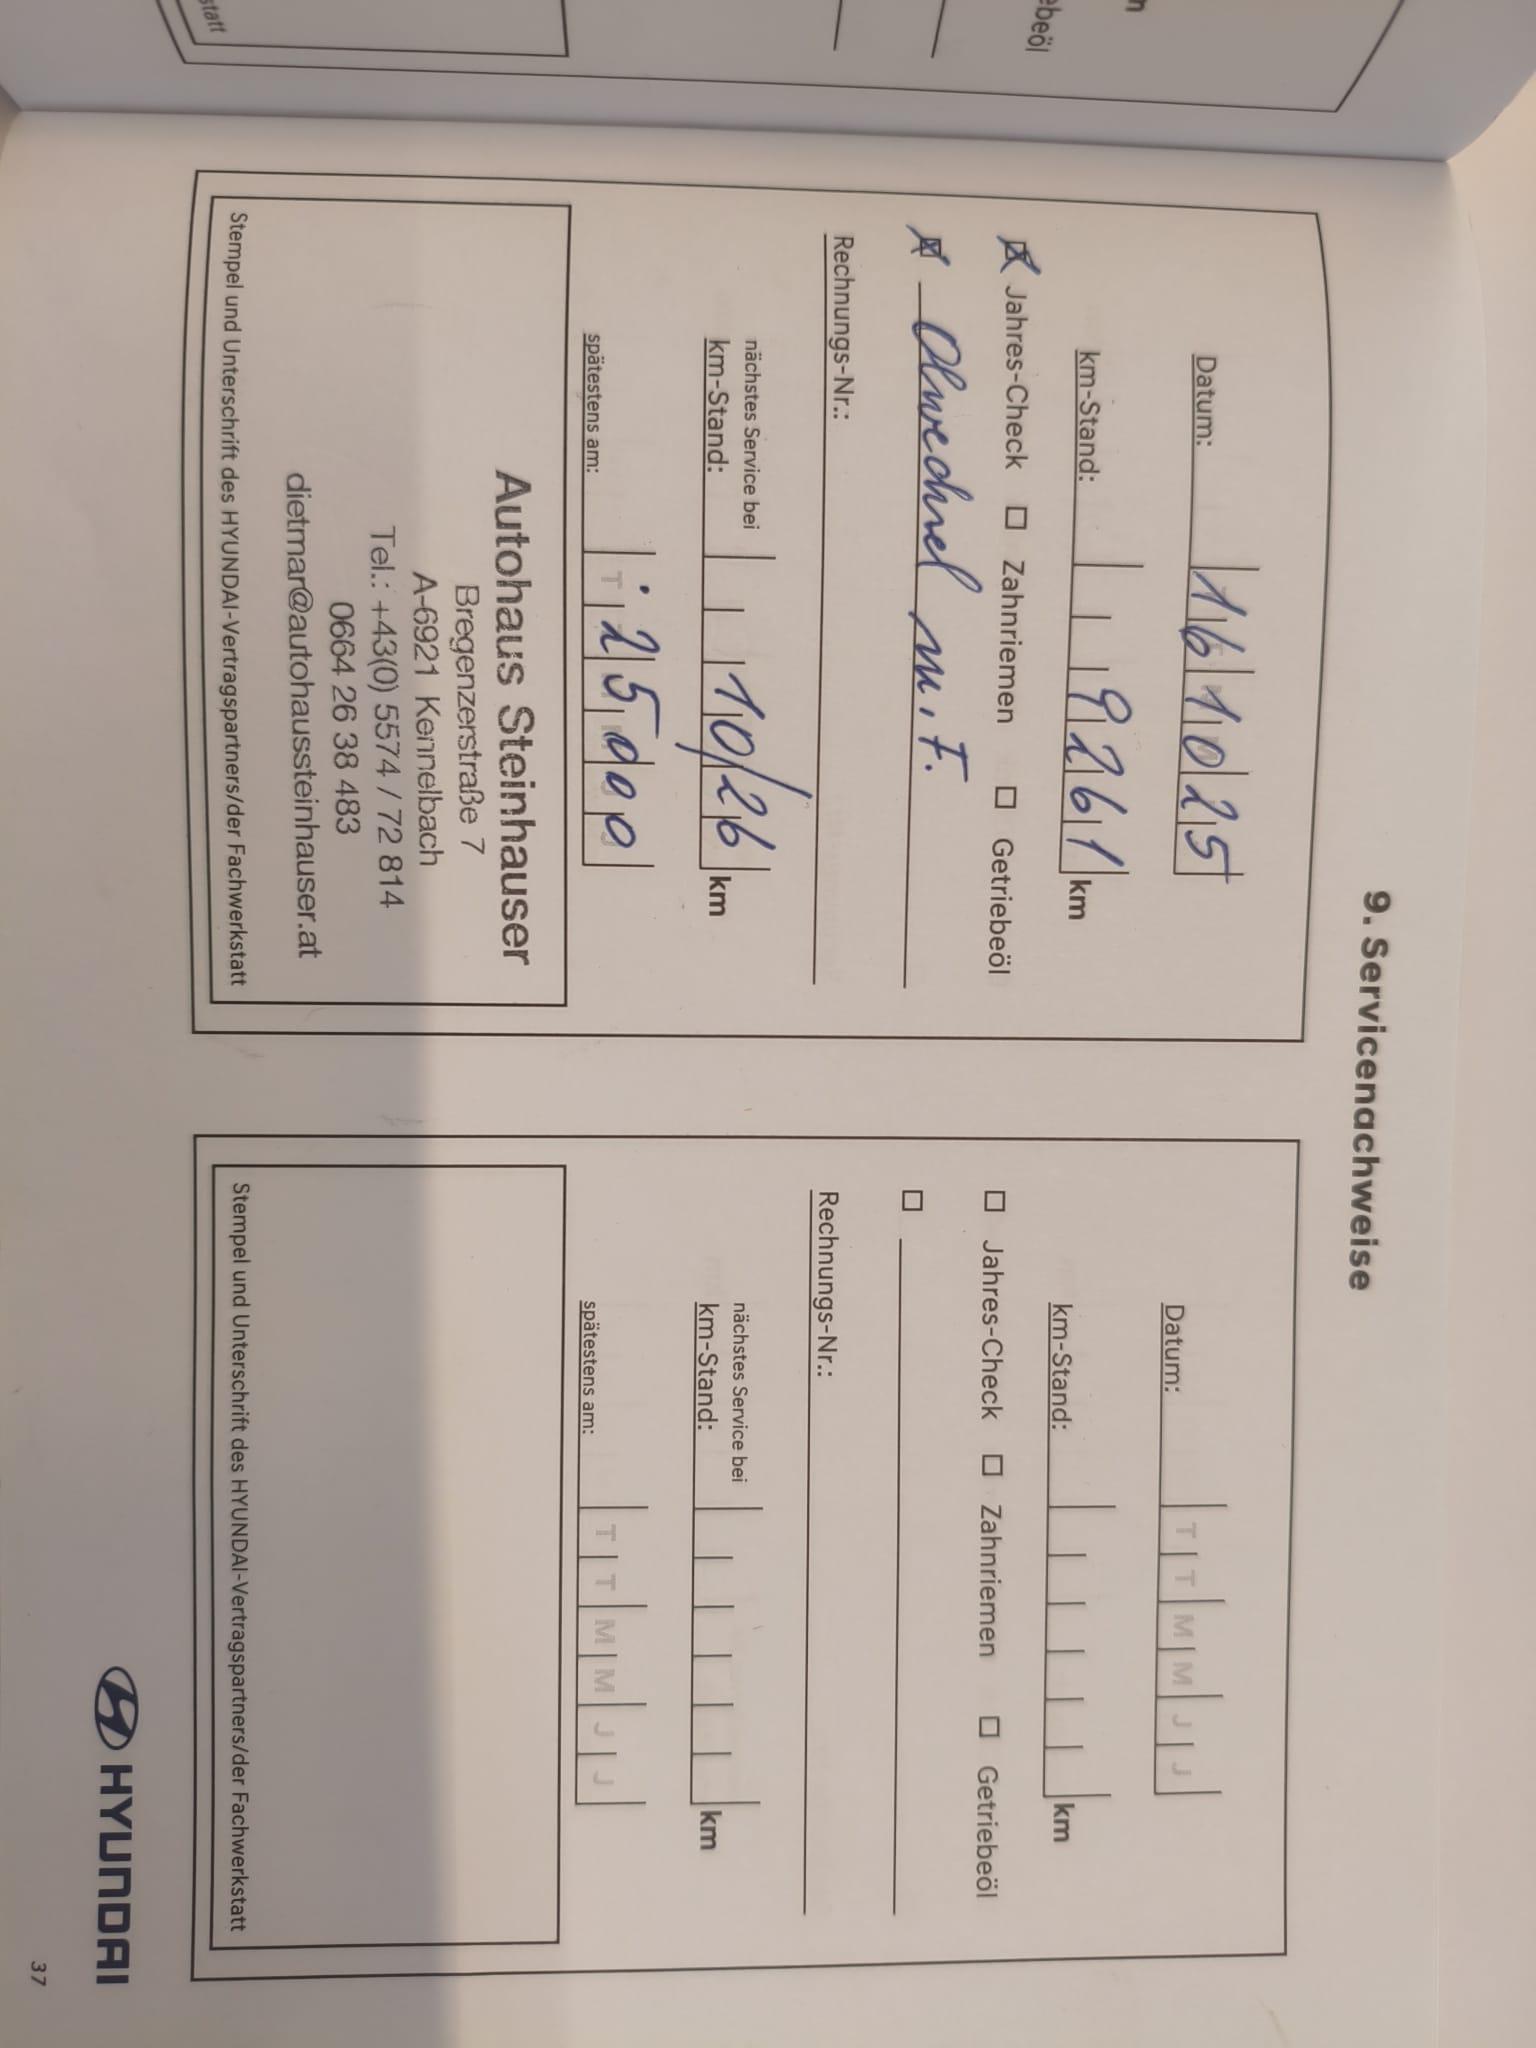 statt
ebeöl
n
9. Servicenachweise
Datum: 16 10 25
km-Stand: 9261 km
Jahres-Check Zahnriemen Getriebeöl
Ölwechsel m. F.
Rechnungs-Nr.:
nächstes Service bei
km-Stand: 10/26 km
spätestens am: T 25000
Autohaus Steinhauser
Bregenzerstraße 7
A-6921 Kennelbach
Tel.: +43(0) 5574 / 72 814
0664 26 38 483
dietmar@autohaussteinhauser.at
Stempel und Unterschrift des HYUNDAI-Vertragspartners/der Fachwerkstatt
Datum: T T M M J J
km-Stand: km
Jahres-Check Zahnriemen Getriebeöl
Rechnungs-Nr.:
nächstes Service bei
km-Stand: km
spätestens am: T T M M J J
Stempel und Unterschrift des HYUNDAI-Vertragspartners/der Fachwerkstatt
HYUNDAI
37